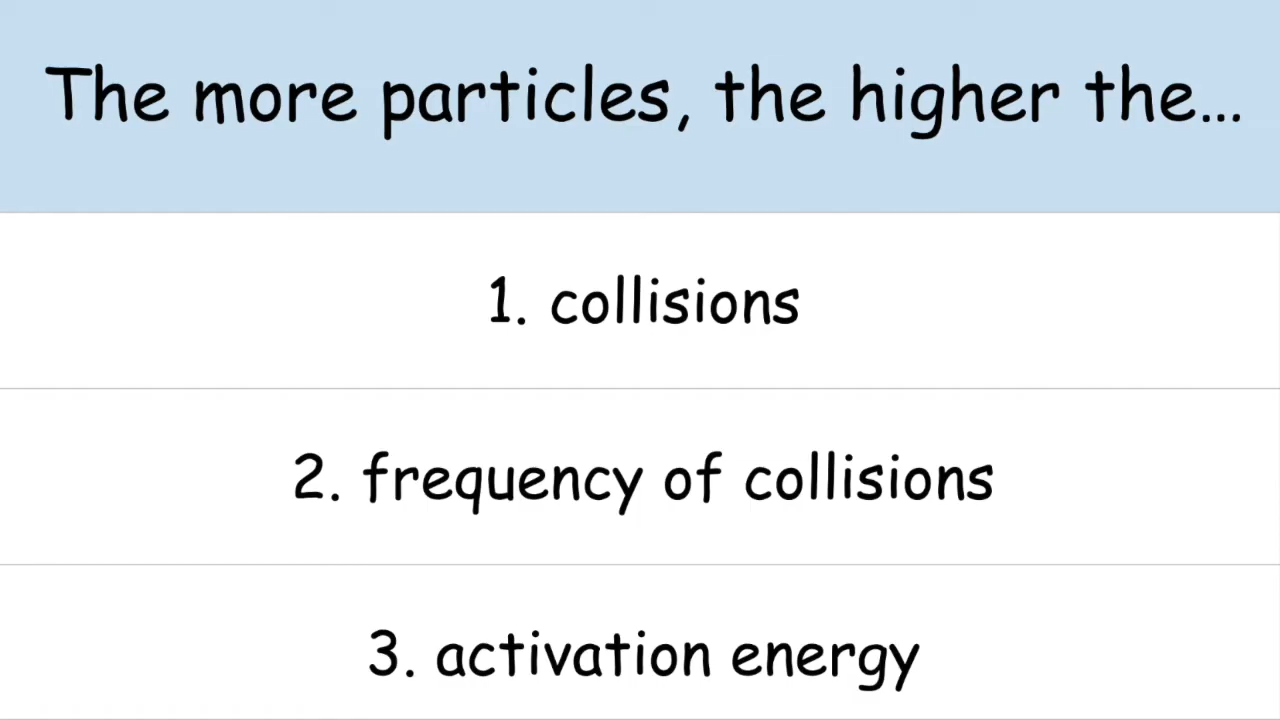 The more particles, the higher the...
1. collisions
2. frequency of collisions
3. activation energy